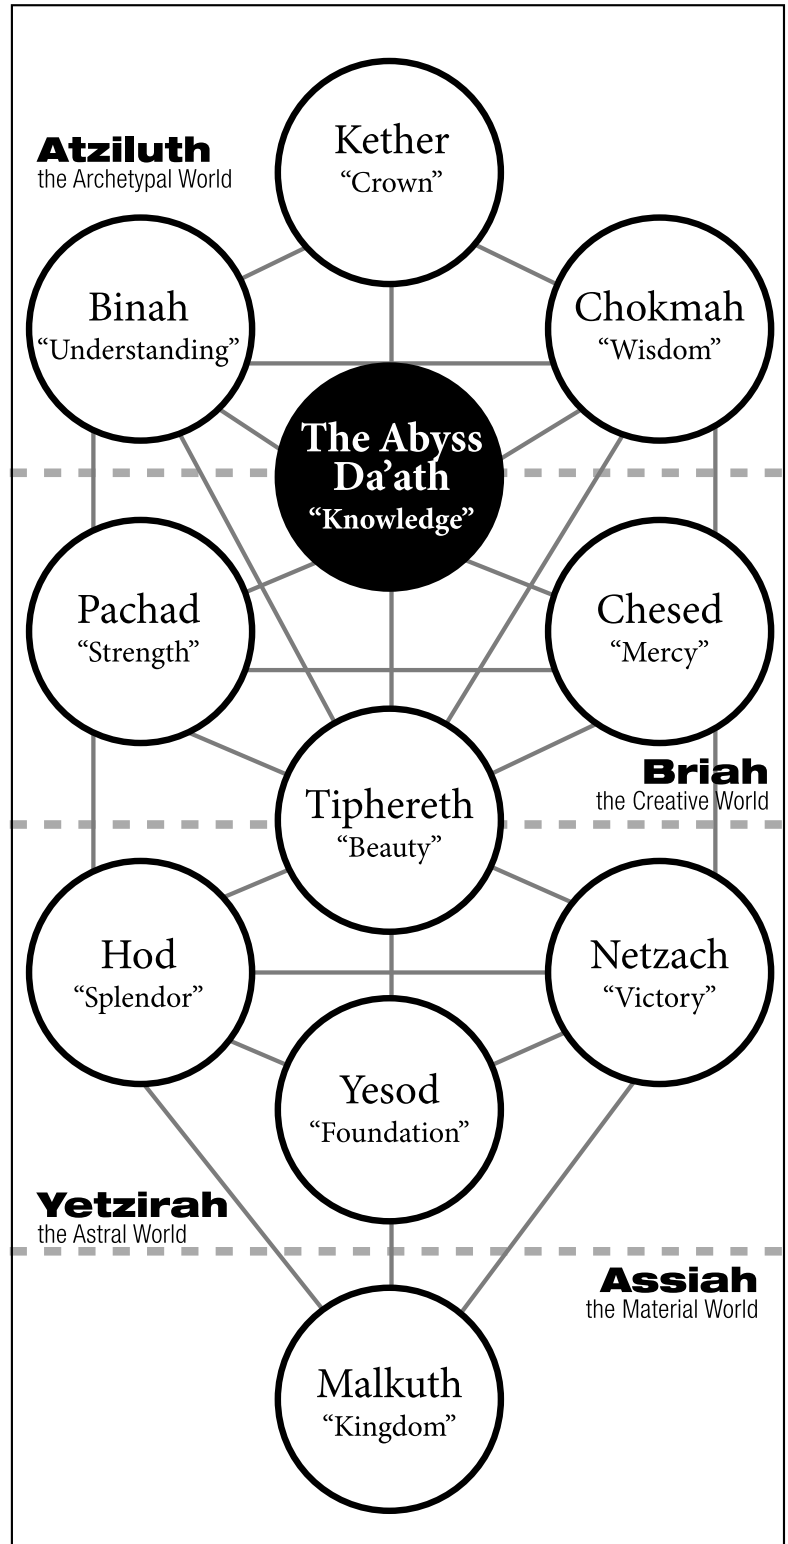 Kether
“Crown”
Atziluth
the Archetypal World
Binah
“Understanding”
Chokmah
“Wisdom”
The Abyss
Da’ath
“Knowledge”
Pachad
“Strength”
Chesed
“Mercy”
Briah
the Creative World
Tiphereth
“Beauty”
Hod
“Splendor”
Netzach
“Victory”
Yesod
“Foundation”
Yetzirah
the Astral World
Assiah
the Material World
Malkuth
“Kingdom”